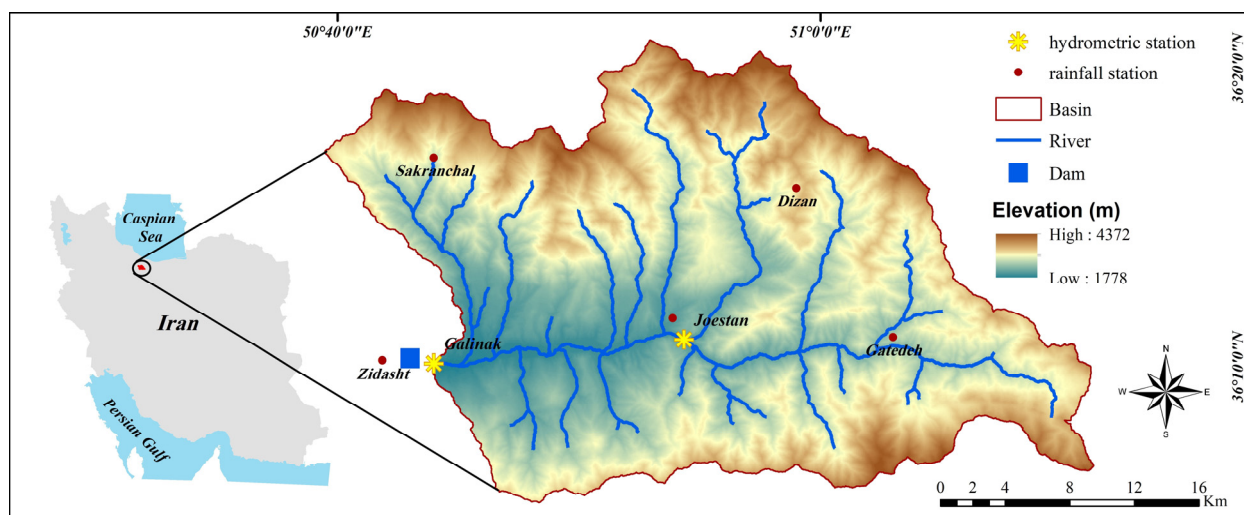 50°40'0"E
51°0'0"E
36°20'0"N
36°10'0"N
hydrometric station
rainfall station
Basin
River
Dam
Elevation (m)
High : 4372
Low : 1778
Caspian
Sea
Iran
Persian Gulf
Sakranchal
Dizan
Joestan
Galinak
Zidasht
Gatedeh
N
W
E
S
0 2 4 8 12 16
Km